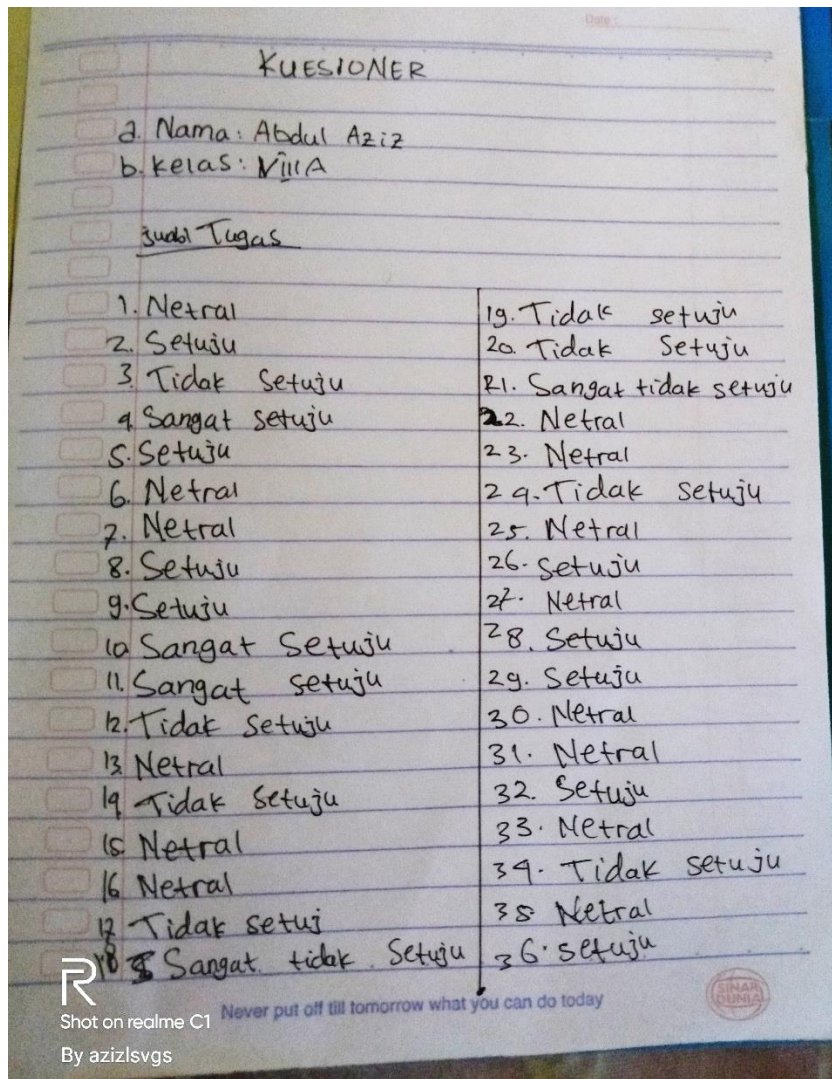 Date :
KUESIONER
a. Nama: Abdul Aziz
b. Kelas: VIII A
Tugas
1. Netral
2. Setuju
3. Tidak Setuju
4 Sangat setuju
5. Setuju
6. Netral
7. Netral
8. Setuju
9. Setuju
10 Sangat Setuju
11. Sangat setuju
12. Tidak setuju
13 Netral
14 Tidak Setuju
15 Netral
16 Netral
17 Tidak setuj
18 Sangat tidak Setuju
19. Tidak setuju
20. Tidak Setuju
21. Sangat tidak setuju
22. Netral
23. Netral
24. Tidak setuju
25. Netral
26. Setuju
27. Netral
28. Setuju
29. Setuju
30. Netral
31. Netral
32. Setuju
33. Netral
34. Tidak setuju
35 Netral
36. setuju
Never put off till tomorrow what you can do today
SINAR DUNIA
R
Shot on realme C1
By azizlsvgs